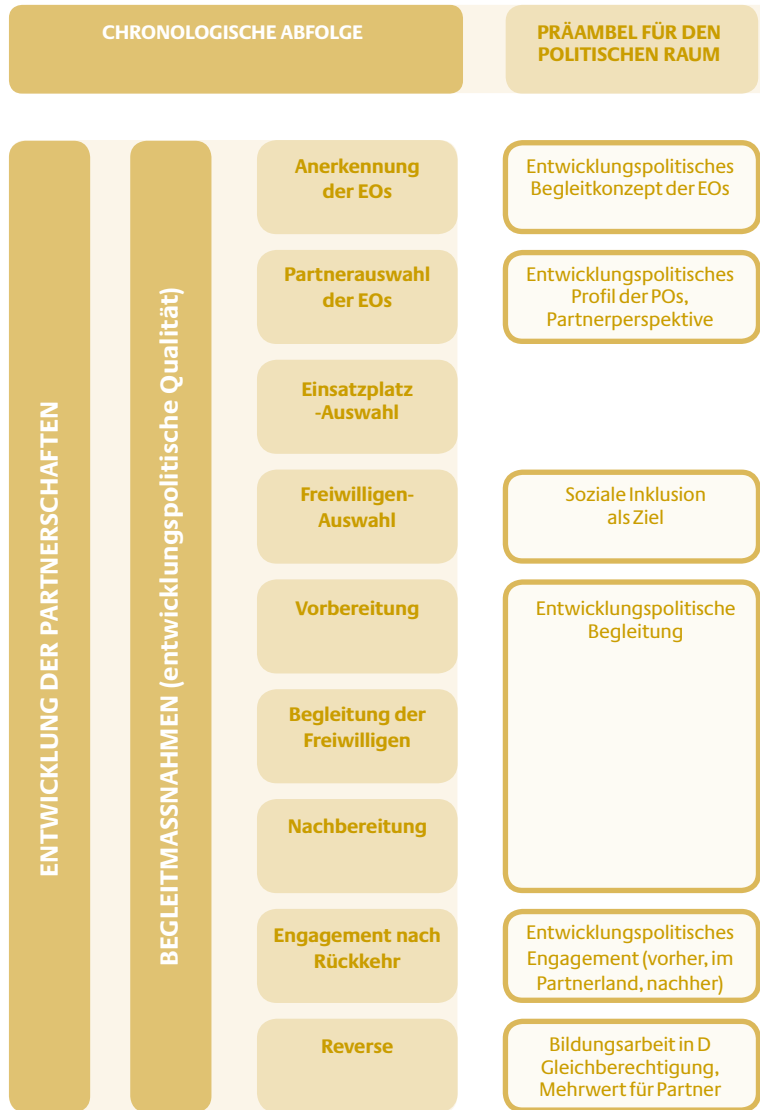 CHRONOLOGISCHE ABFOLGE
PRÄAMBEL FÜR DEN
POLITISCHEN RAUM
ENTWICKLUNG DER PARTNERSCHAFTEN
BEGLEITMASSNAHMEN (entwicklungspolitische Qualität)
Anerkennung
der EOs
Entwicklungspolitisches
Begleitkonzept der EOs
Partnerauswahl
der EOs
Entwicklungspolitisches
Profil der POs,
Partnerperspektive
Einsatzplatz
-Auswahl
Freiwilligen-
Auswahl
Soziale Inklusion
als Ziel
Vorbereitung
Entwicklungspolitische
Begleitung
Begleitung der
Freiwilligen
Nachbereitung
Engagement nach
Rückkehr
Entwicklungspolitisches
Engagement (vorher, im
Partnerland, nachher)
Reverse
Bildungsarbeit in D
Gleichberechtigung,
Mehrwert für Partner